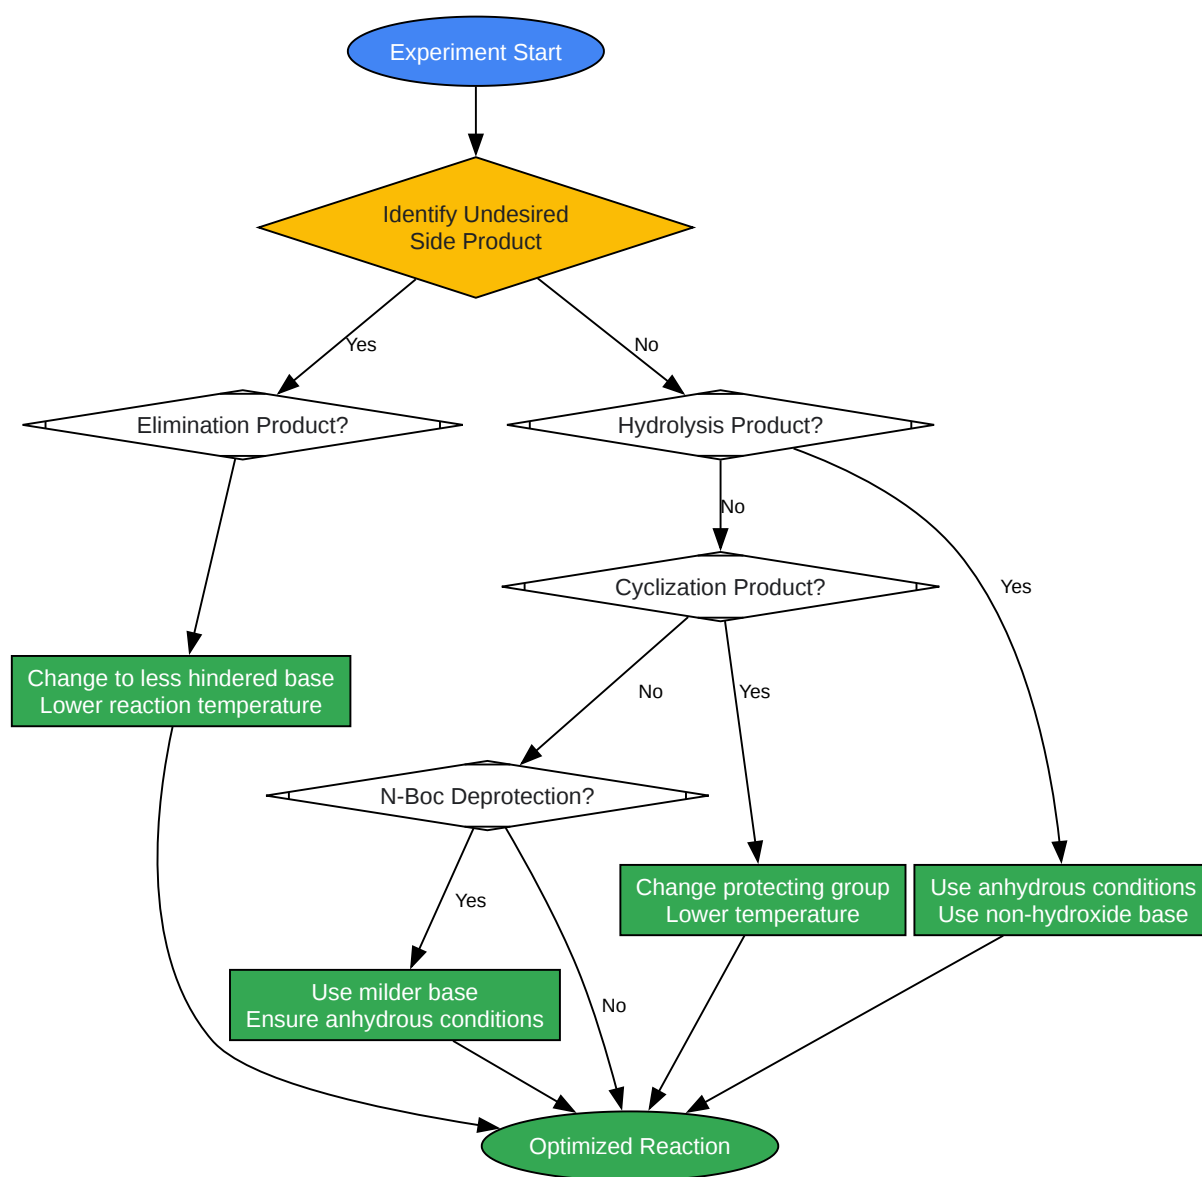 Experiment Start
Identify Undesired
Side Product
Yes
No
Elimination Product?
Hydrolysis Product?
No
Cyclization Product?
Yes
Change to less hindered base
Lower reaction temperature
No
Yes
N-Boc Deprotection?
Change protecting group
Lower temperature
Use anhydrous conditions
Use non-hydroxide base
Yes
Use milder base
Ensure anhydrous conditions
No
Optimized Reaction